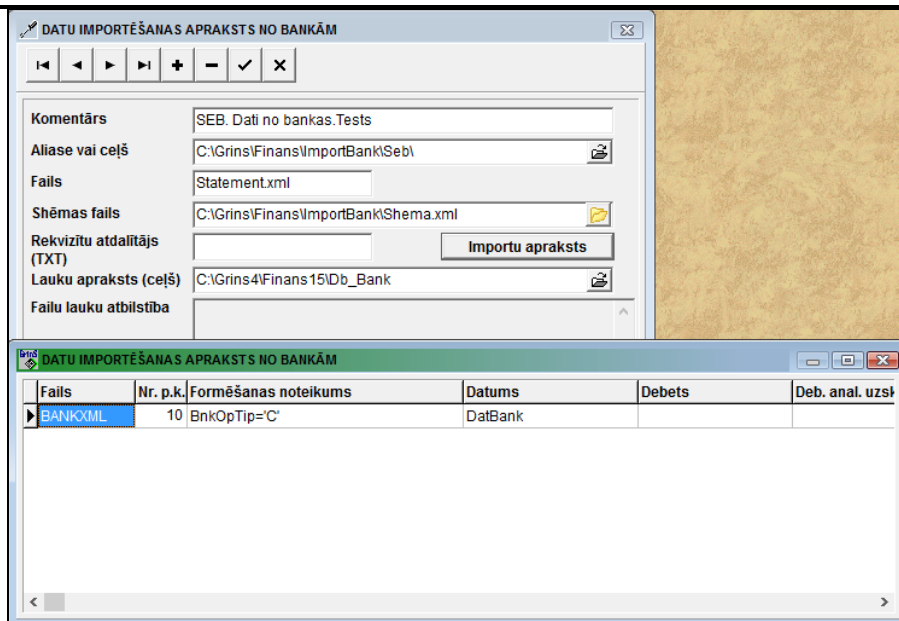 DATU IMPORTĒŠANAS APRAKSTS NO BANKĀM
Komentārs SEB. Dati no bankas.Tests
Aliase vai ceļš C:\Grins\Finans\ImportBank\Seb\
Fails Statement.xml
Shēmas fails C:\Grins\Finans\ImportBank\Shema.xml
Rekvizītu atdalītājs
(TXT)
Importu apraksts
Lauku apraksts (ceļš) C:\Grins4\Finans15\Db_Bank
Failu lauku atbilstība
GrinS DATU IMPORTĒŠANAS APRAKSTS NO BANKĀM
Fails Nr. p.k. Formēšanas noteikums Datums Debets Deb. anal. uzsk
BANKXML 10 BnkOpTip='C' DatBank